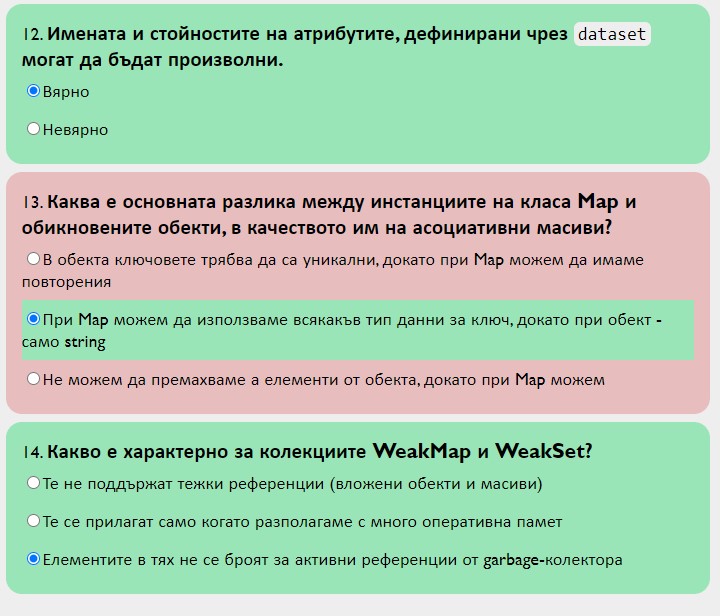 12. Имената и стойностите на атрибутите, дефинирани чрез dataset
могат да бъдат произволни.
Вярно
Невярно
13. Каква е основната разлика между инстанциите на класа Map и
обикновените обекти, в качеството им на асоциативни масиви?
В обекта ключовете трябва да са уникални, докато при Map можем да имаме
повторения
При Map можем да използваме всякакъв тип данни за ключ, докато при обект -
само string
Не можем да премахваме а елементи от обекта, докато при Map можем
14. Какво е характерно за колекциите WeakMap и WeakSet?
Те не поддържат тежки референции (вложени обекти и масиви)
Те се прилагат само когато разполагаме с много оперативна памет
Елементите в тях не се броят за активни референции от garbage-колектора